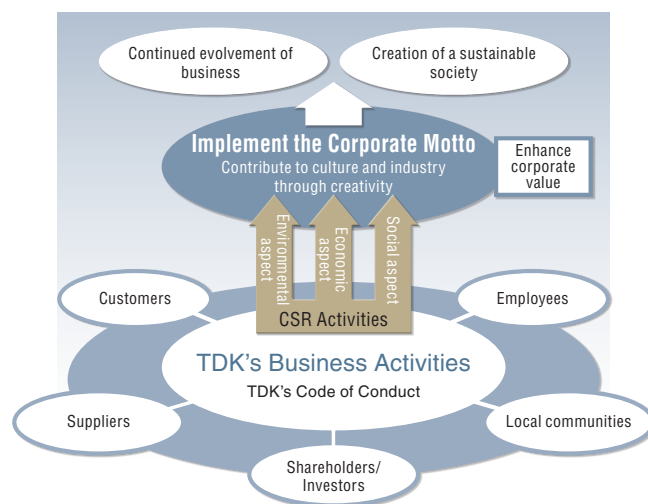 Continued evolvement of
business
Creation of a sustainable
society
Implement the Corporate Motto
Contribute to culture and industry
through creativity
Enhance
corporate
value
Environmental
aspect
Economic
aspect
Social aspect
CSR Activities
Customers
Employees
TDK's Business Activities
TDK's Code of Conduct
Suppliers
Local communities
Shareholders/
Investors